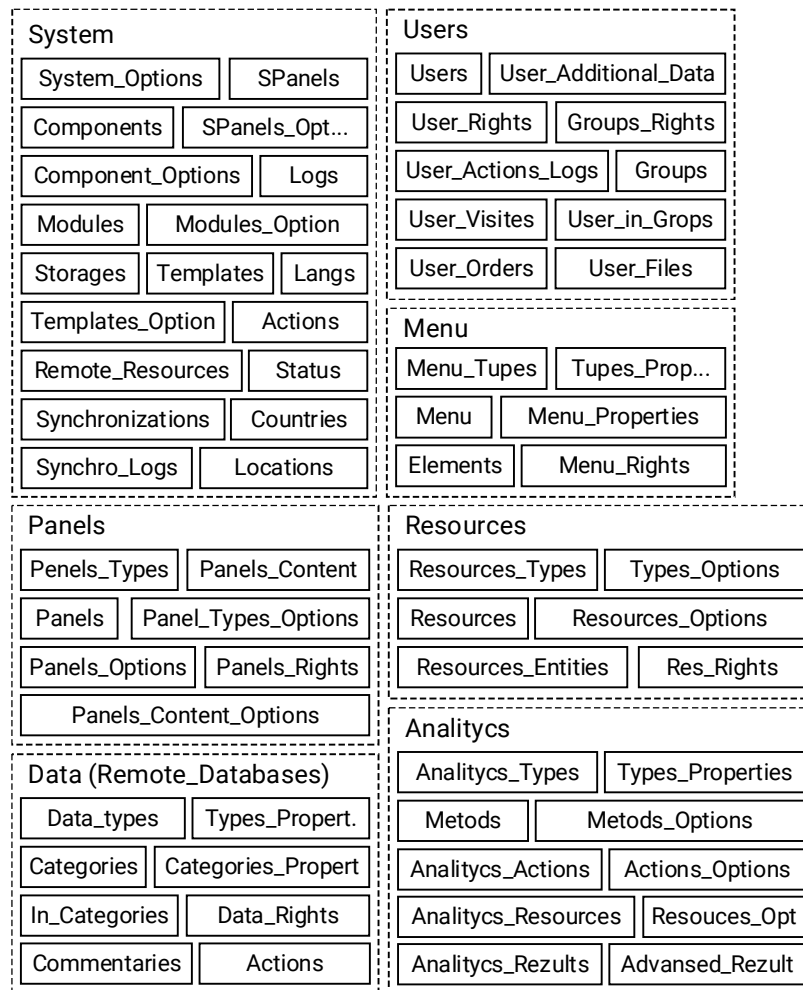 System
System_Options SPanels
Components SPanels_Opt...
Component_Options Logs
Modules Modules_Option
Storages Templates Langs
Templates_Option Actions
Remote_Resources Status
Synchronizations Countries
Synchro_Logs Locations
Users
Users User_Additional_Data
User_Rights Groups_Rights
User_Actions_Logs Groups
User_Visites User_in_Grops
User_Orders User_Files
Menu
Menu_Tupes Tupes_Prop...
Menu Menu_Properties
Elements Menu_Rights
Panels
Penels_Types Panels_Content
Panels Panel_Types_Options
Panels_Options Panels_Rights
Panels_Content_Options
Resources
Resources_Types Types_Options
Resources Resources_Options
Resources_Entities Res_Rights
Data (Remote_Databases)
Data_types Types_Propert.
Categories Categories_Propert
In_Categories Data_Rights
Commentaries Actions
Analitycs
Analitycs_Types Types_Properties
Metods Metods_Options
Analitycs_Actions Actions_Options
Analitycs_Resources Resouces_Opt
Analitycs_Rezults Advansed_Rezult